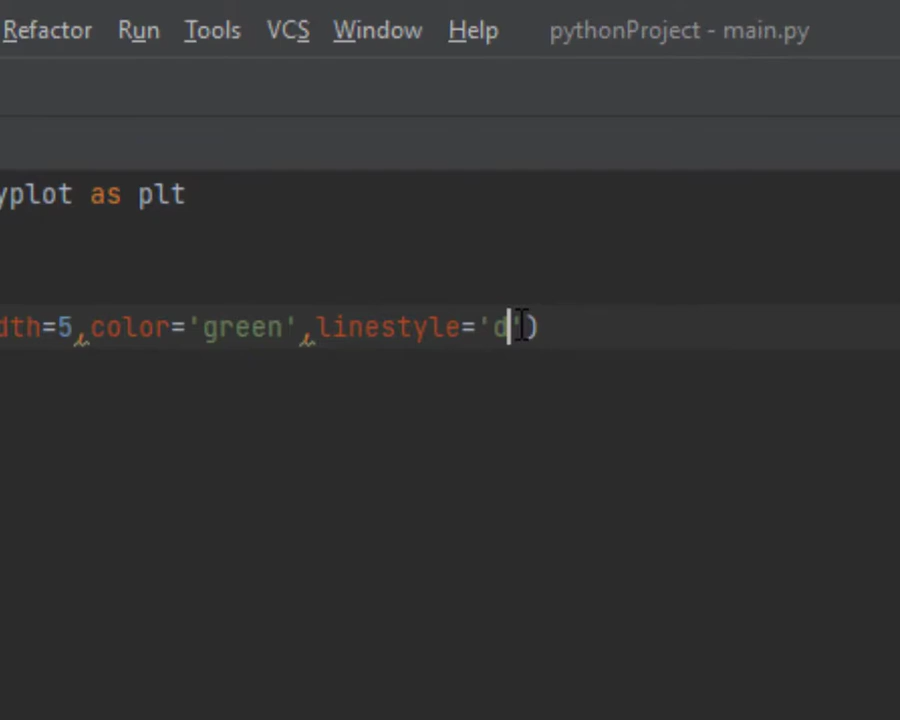 Refactor Run Tools VCS Window Help pythonProject - main.py
yplot as plt
dth=5,color='green',linestyle='d')